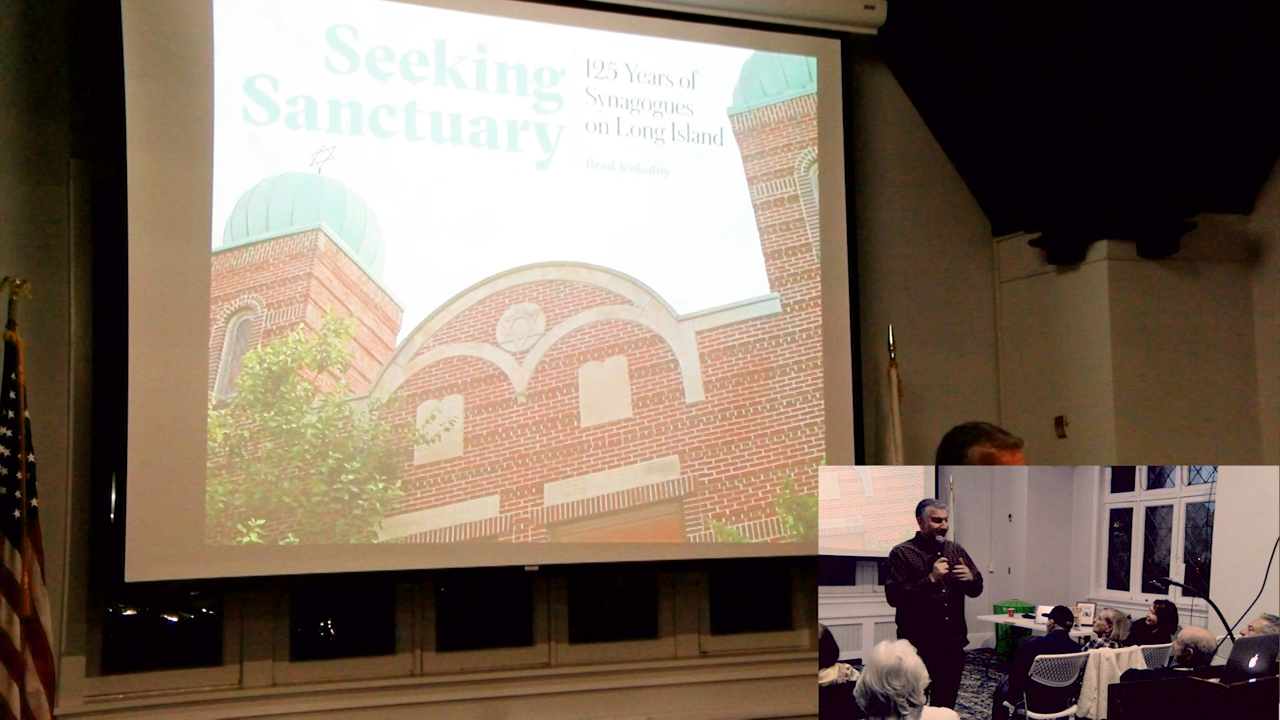 Seeking
Sanctuary
125 Years of
Synagogues
on Long Island
Brad Kolodny